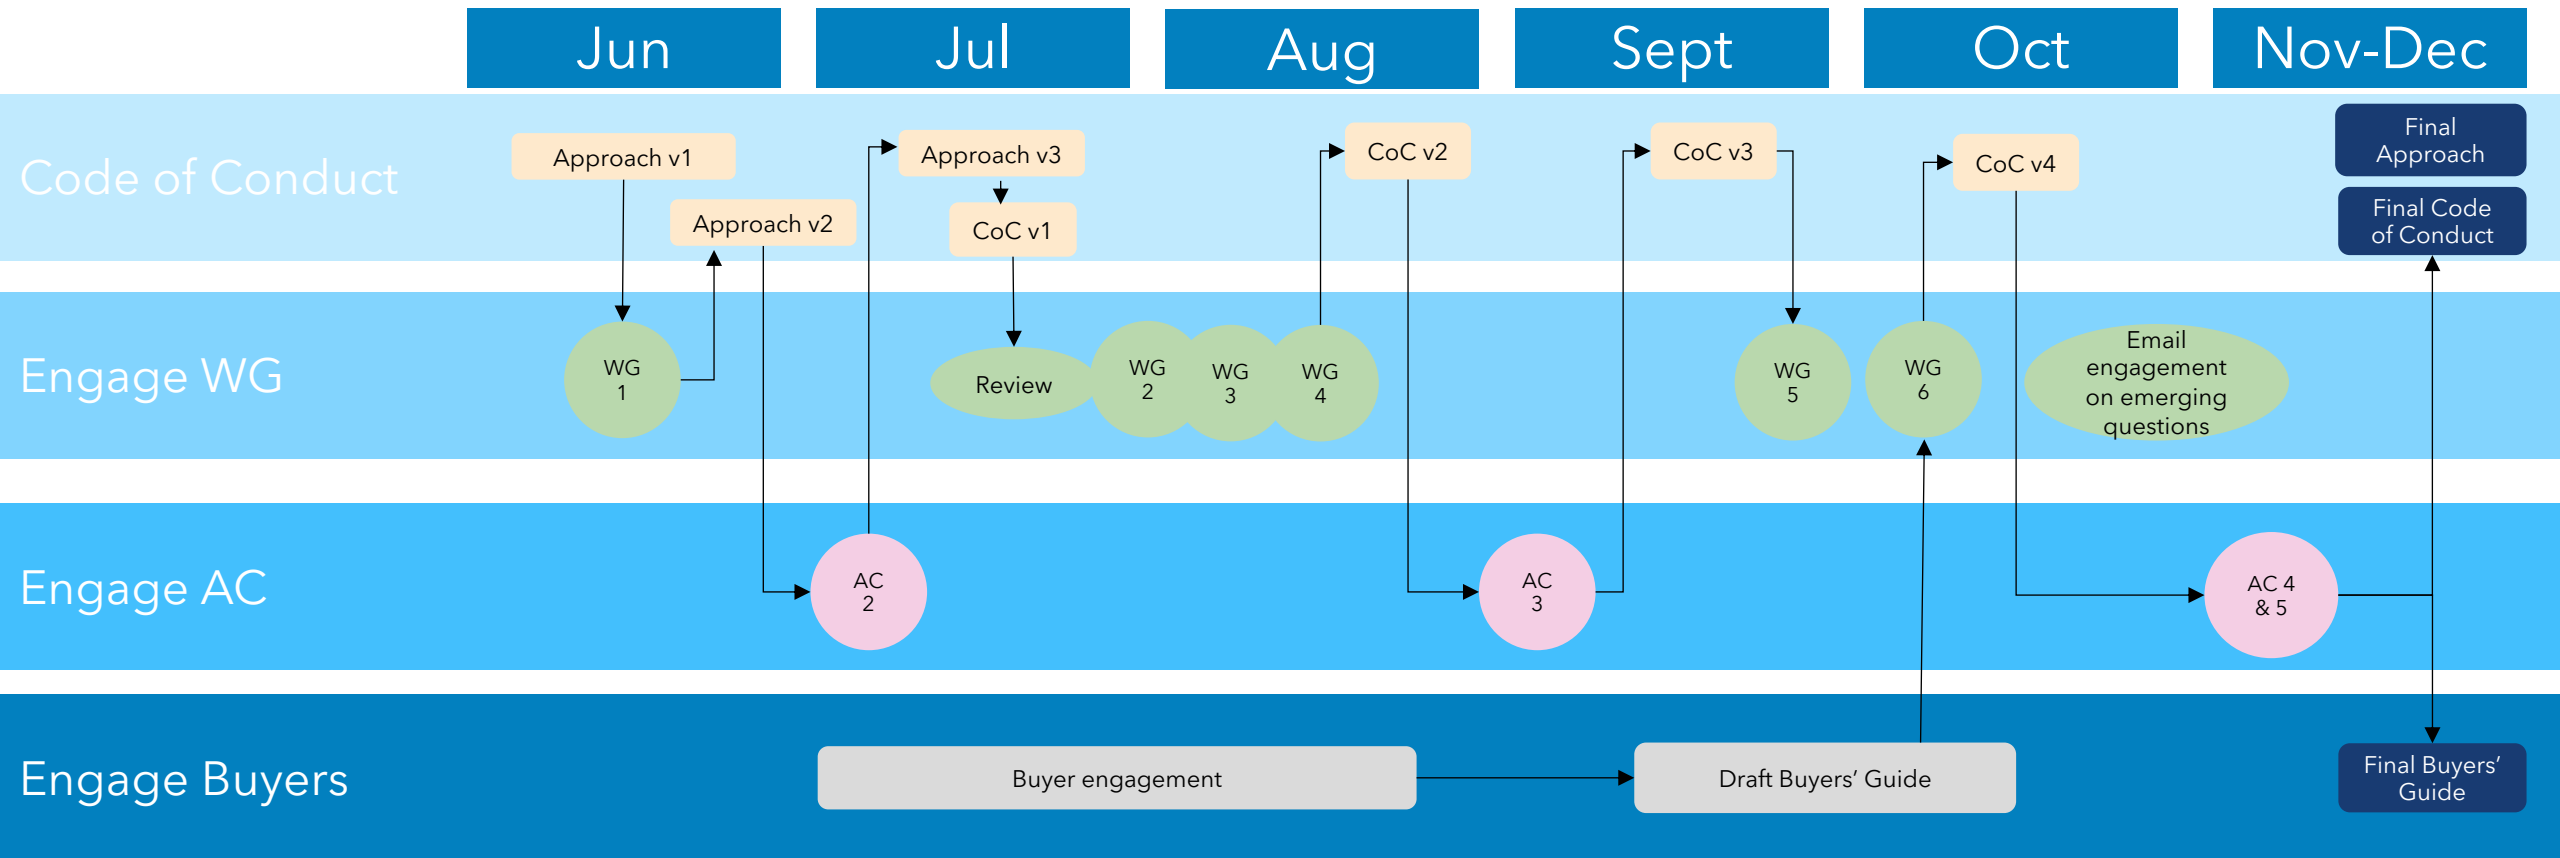 Jun
Jul
Aug
Sept
Oct
Nov-Dec
Code of Conduct
Approach v1
Approach v2
Approach v3
CoC v1
CoC v2
CoC v3
CoC v4
Final
Approach
Final Code
of Conduct
Engage WG
WG
1
Review
WG
2
WG
3
WG
4
WG
5
WG
6
Email
engagement
on emerging
questions
Engage AC
AC
2
AC
3
AC 4
& 5
Engage Buyers
Buyer engagement
Draft Buyers’ Guide
Final Buyers’
Guide